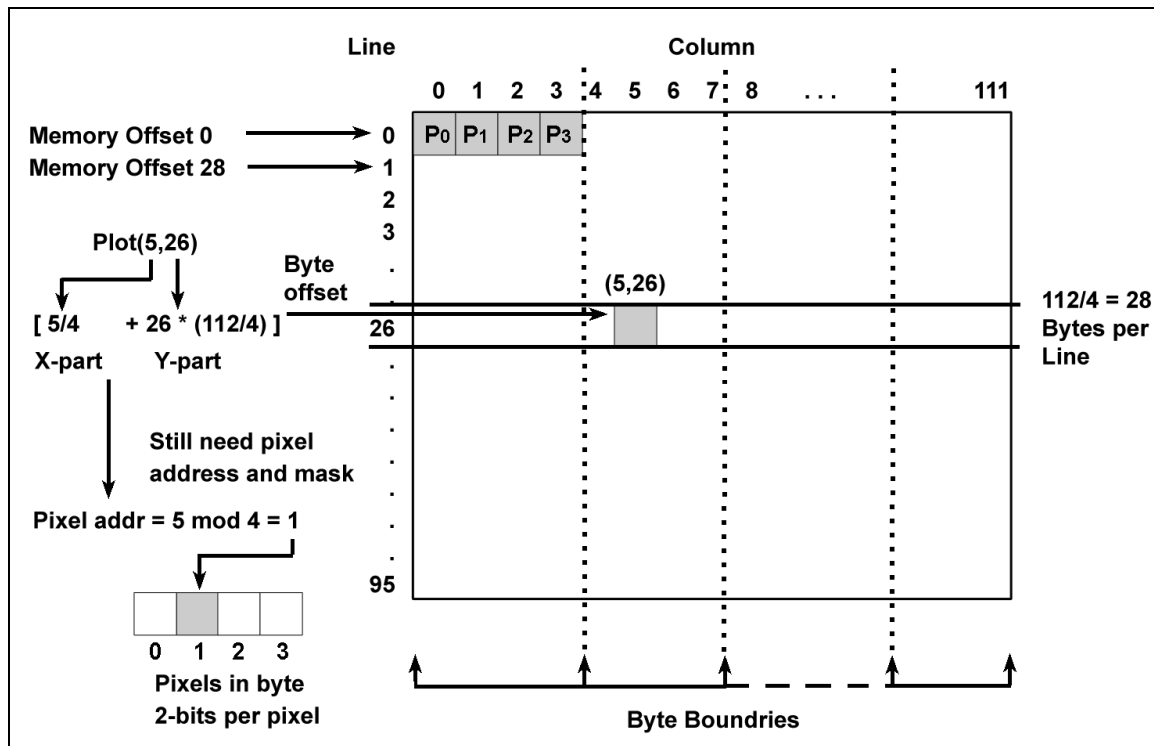 Line Column
0 1 2 3 4 5 6 7 8 . . . 111
Memory Offset 0 0 P0 P1 P2 P3
Memory Offset 28 1
2
3
Plot(5,26)
.
Byte
offset
(5,26)
.
[ 5/4 + 26 * (112/4) ] 26
X-part Y-part
112/4 = 28
Bytes per
Line
.
.
Still need pixel
address and mask
.
.
.
Pixel addr = 5 mod 4 = 1
.
.
95
0 1 2 3
Pixels in byte
2-bits per pixel
Byte Boundries